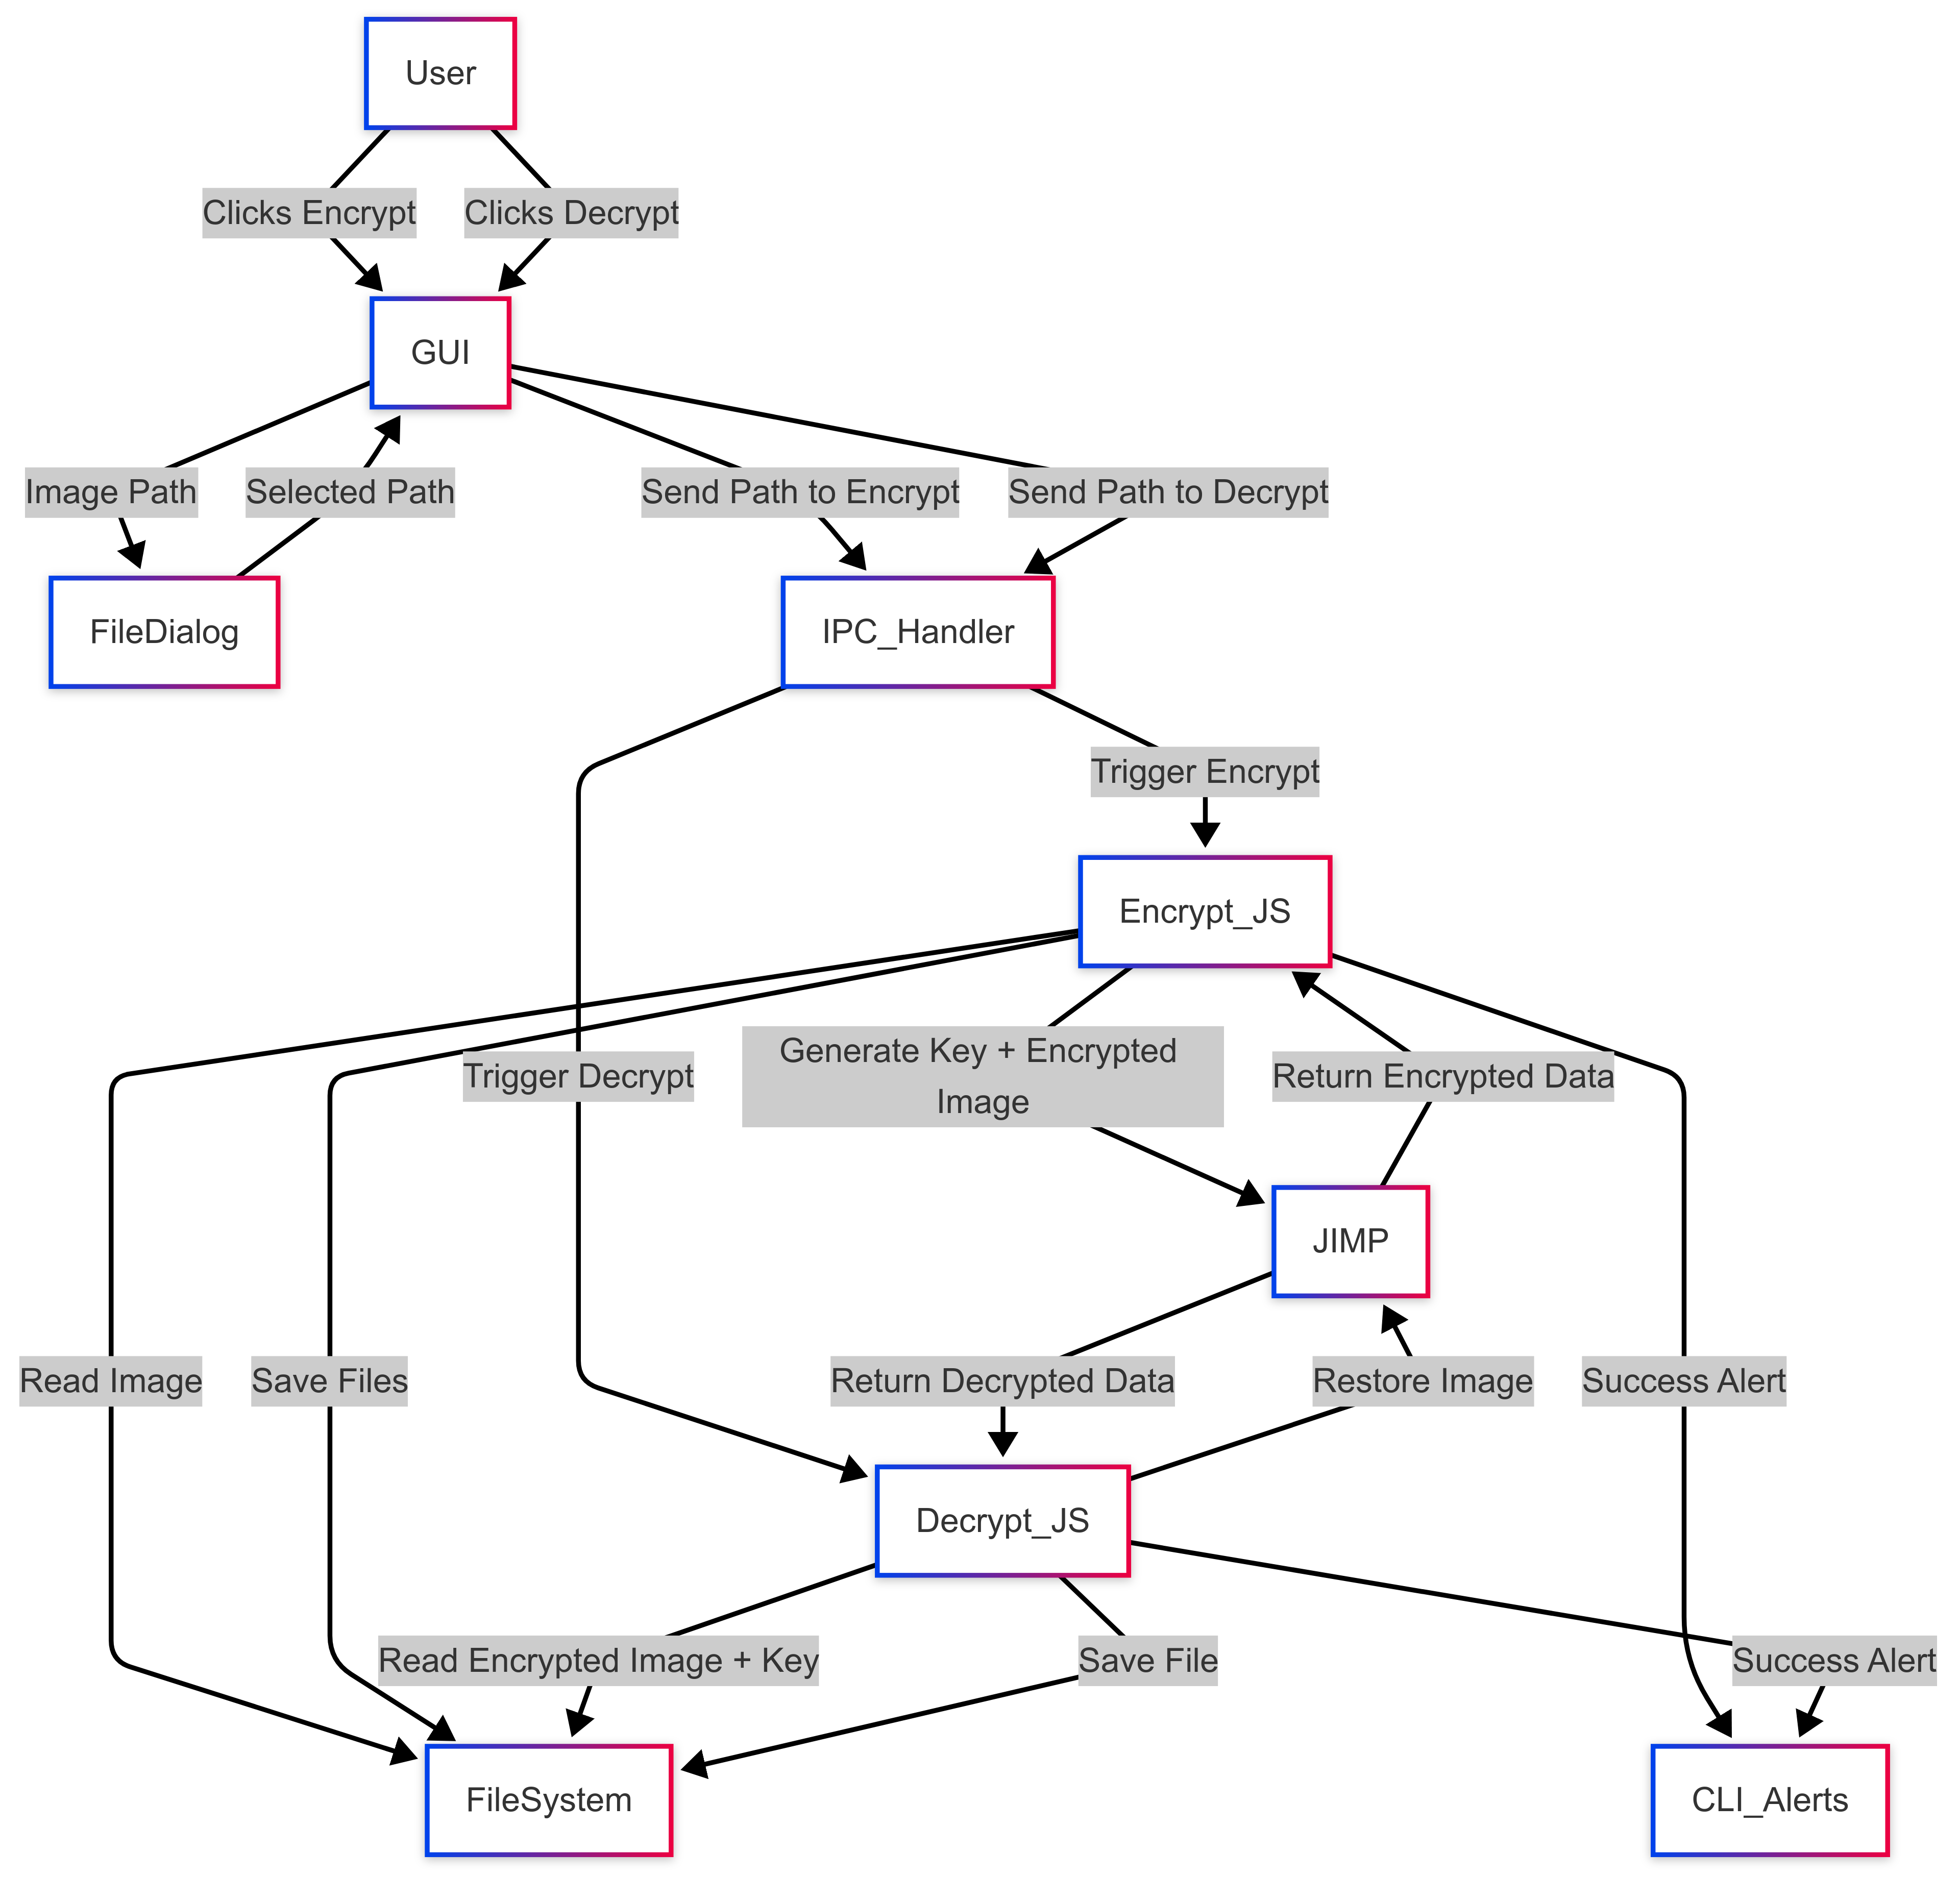 User
Clicks Encrypt
Clicks Decrypt
GUI
Image Path
Selected Path
Send Path to Encrypt
Send Path to Decrypt
FileDialog
IPC_Handler
Trigger Encrypt
Encrypt_JS
Trigger Decrypt
Generate Key + Encrypted
Image
Return Encrypted Data
JIMP
Read Image
Save Files
Return Decrypted Data
Restore Image
Success Alert
Decrypt_JS
Read Encrypted Image + Key
Save File
Success Alert
FileSystem
CLI_Alerts